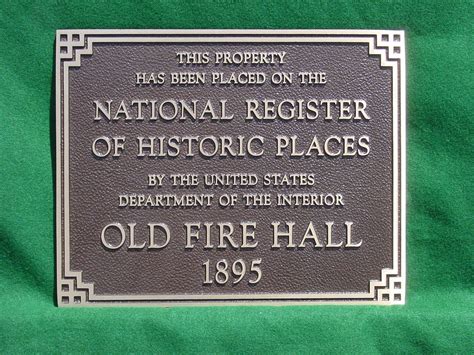 THIS PROPERTY
HAS BEEN PLACED ON THE
NATIONAL REGISTER
OF HISTORIC PLACES
BY THE UNITED STATES
DEPARTMENT OF THE INTERIOR
OLD FIRE HALL
1895